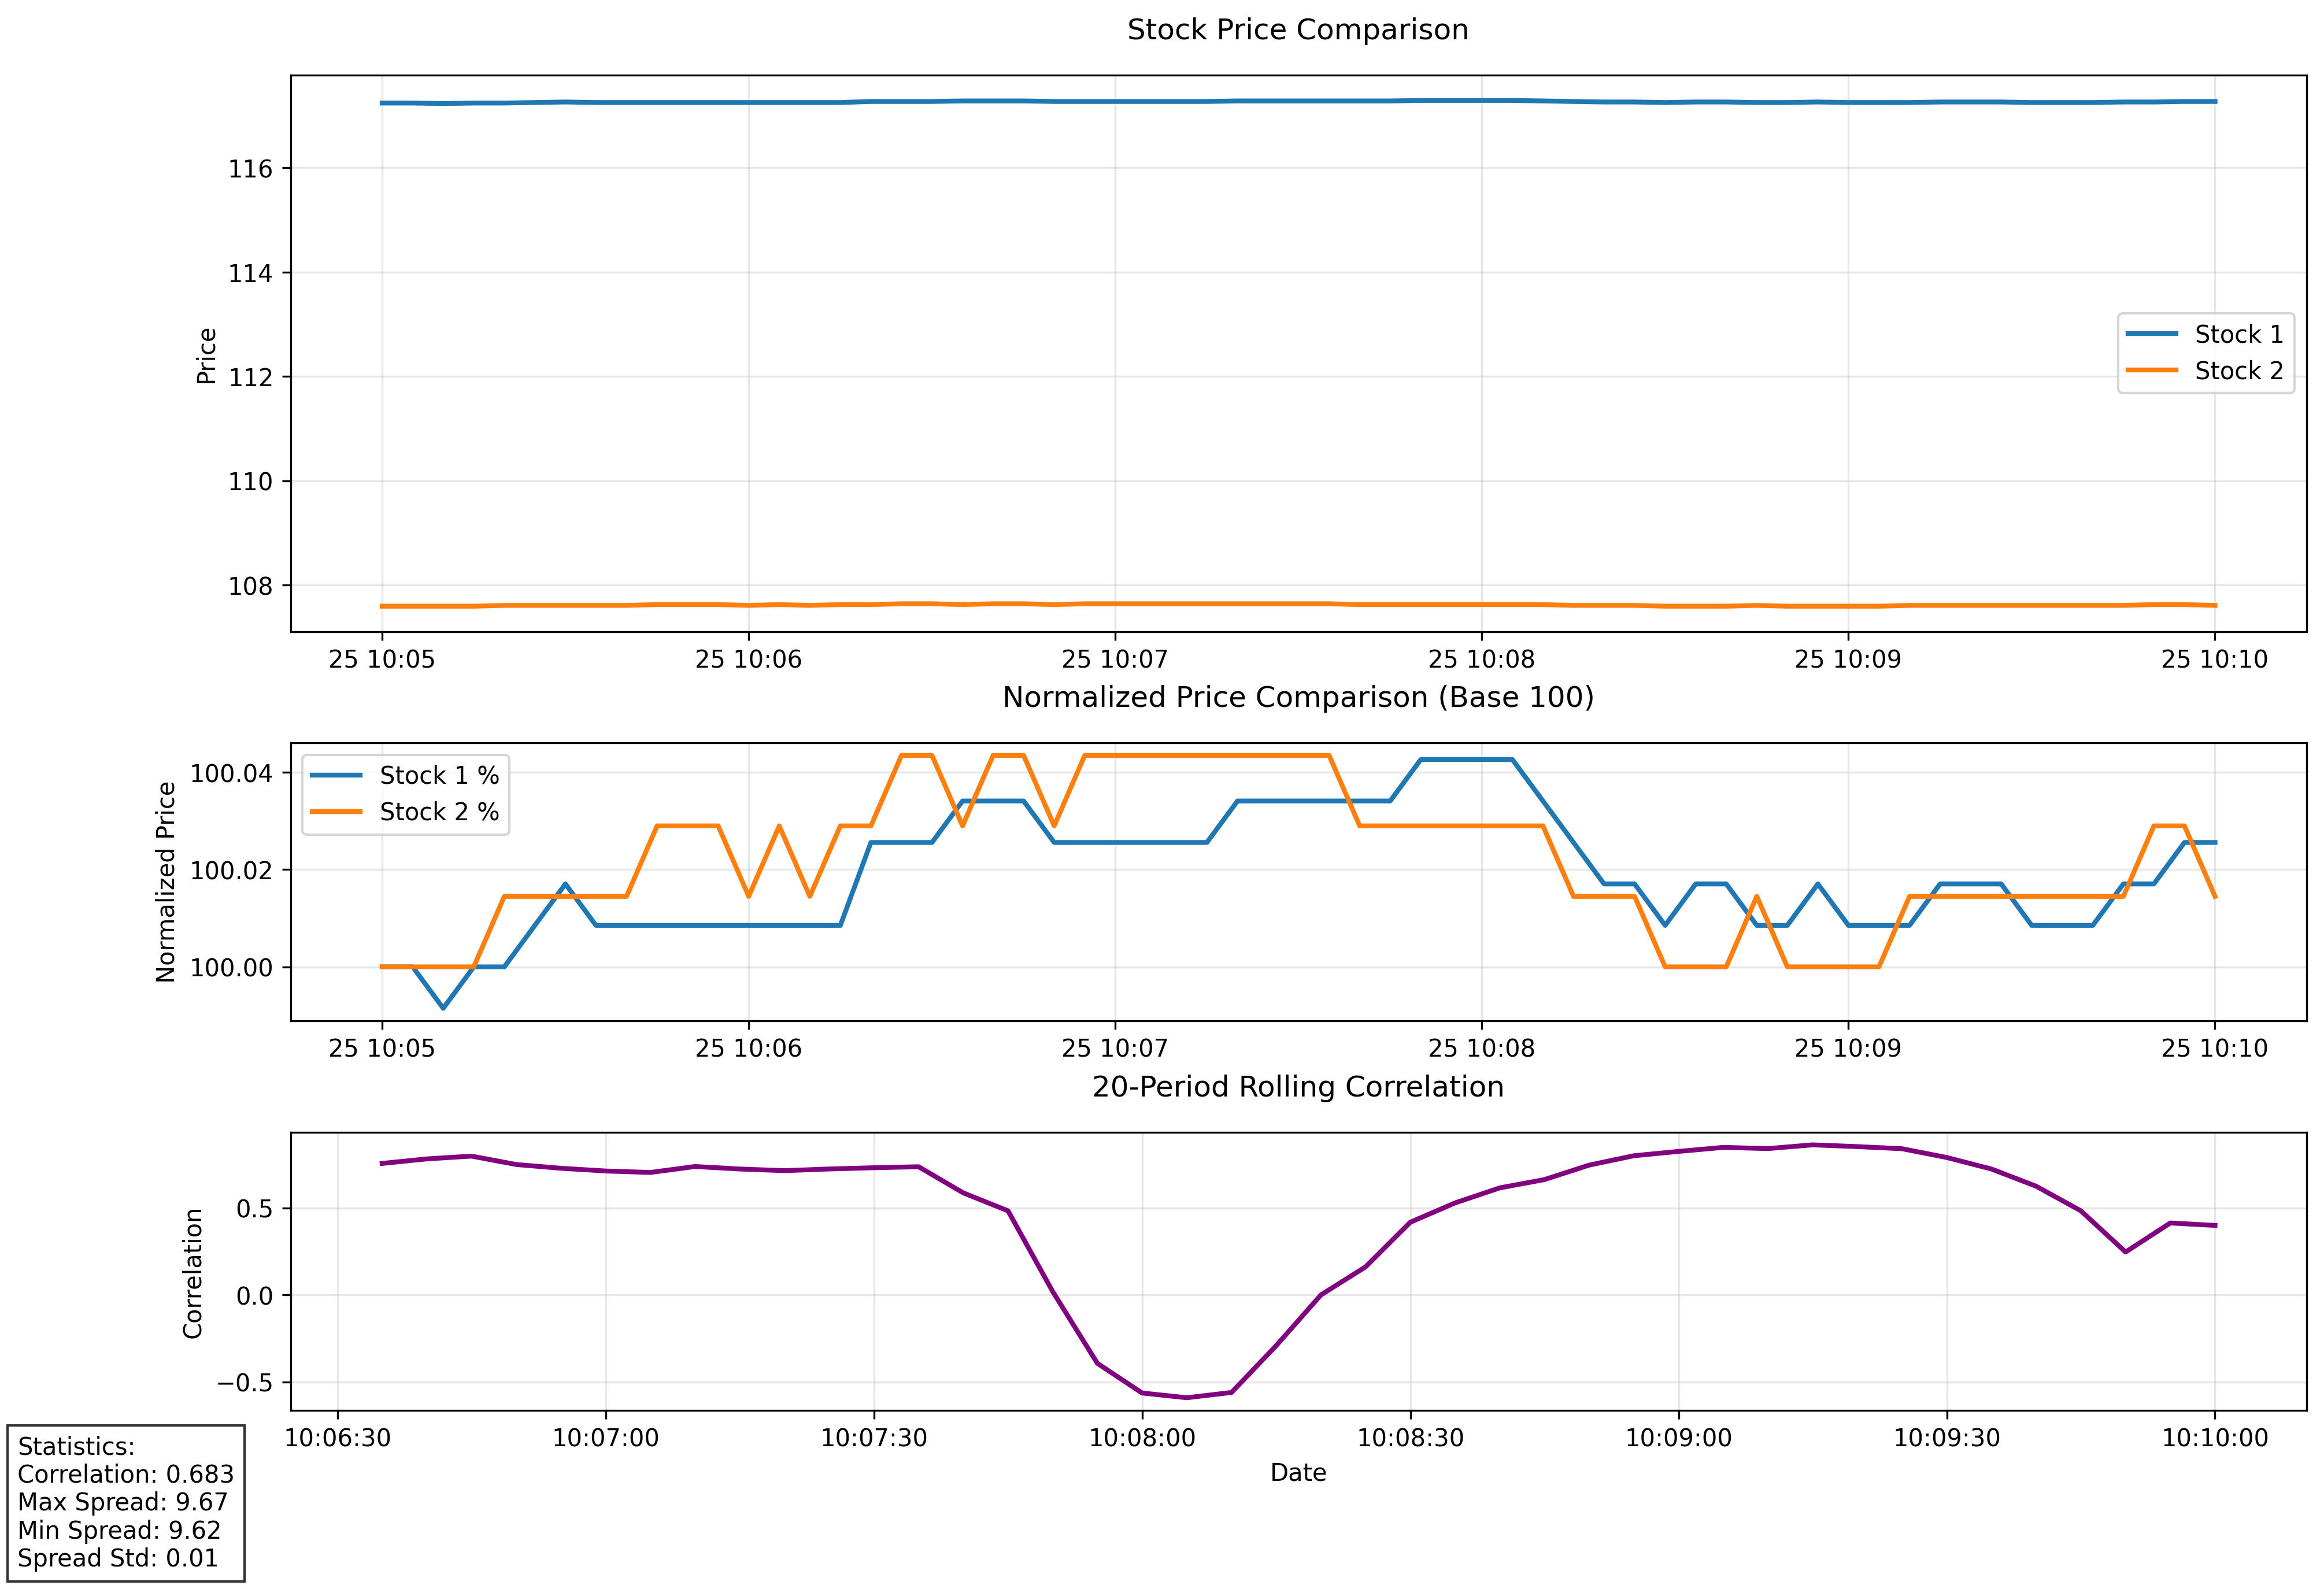 Stock Price Comparison
Price
116
114
112
110
108
Stock 1
Stock 2
25 10:05
25 10:06
25 10:07
25 10:08
25 10:09
25 10:10
Normalized Price Comparison (Base 100)
Normalized Price
100.04
100.02
100.00
Stock 1 %
Stock 2 %
25 10:05
25 10:06
25 10:07
25 10:08
25 10:09
25 10:10
20-Period Rolling Correlation
Correlation
0.5
0.0
−0.5
10:06:30
10:07:00
10:07:30
10:08:00
10:08:30
10:09:00
10:09:30
10:10:00
Date
Statistics:
Correlation: 0.683
Max Spread: 9.67
Min Spread: 9.62
Spread Std: 0.01